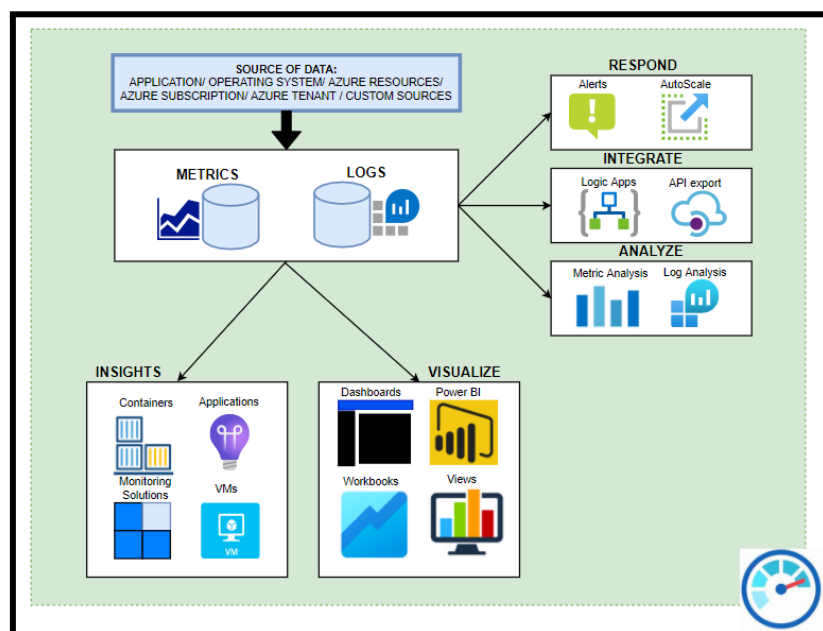 SOURCE OF DATA:
APPLICATION/ OPERATING SYSTEM/ AZURE RESOURCES/
AZURE SUBSCRIPTION/ AZURE TENANT / CUSTOM SOURCES
METRICS
LOGS
RESPOND
Alerts
AutoScale
INTEGRATE
Logic Apps
API export
ANALYZE
Metric Analysis
Log Analysis
INSIGHTS
Containers
Applications
Monitoring
Solutions
VMs
VM
VISUALIZE
Dashboards
Power BI
Workbooks
Views